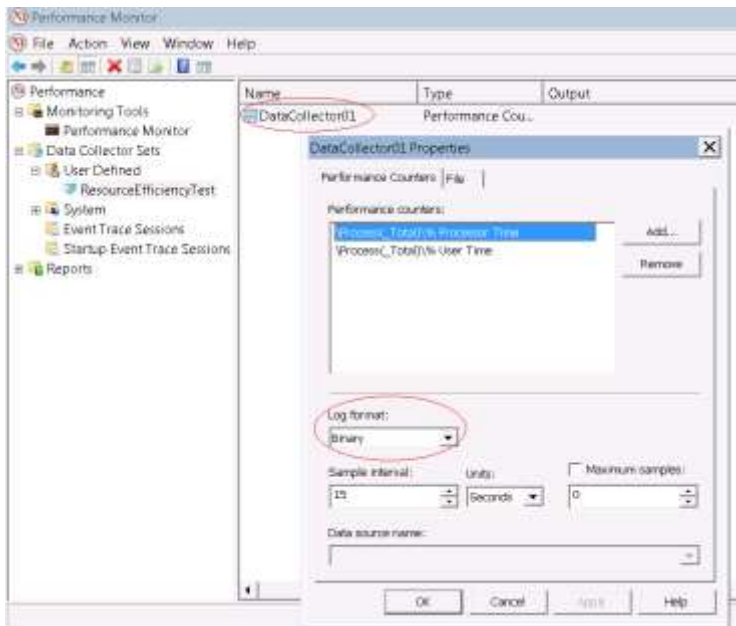 Performance Monitor
File Action View Window Help
Performance
Monitoring Tools
Performance Monitor
Data Collector Sets
User Defined
ResourceEfficiencyTest
System
Event Trace Sessions
Startup Event Trace Sessions
Reports
Name Type Output
DataCollector01 Performance Cou...
DataCollector01 Properties
Performance Counters File
Performance counters:
\Process(_Total)\% Processor Time
\Process(_Total)\% User Time
Add...
Remove
Log format:
Binary
Sample interval: Units: Maximum samples:
15 Seconds 0
Data source name:
OK Cancel Apply Help